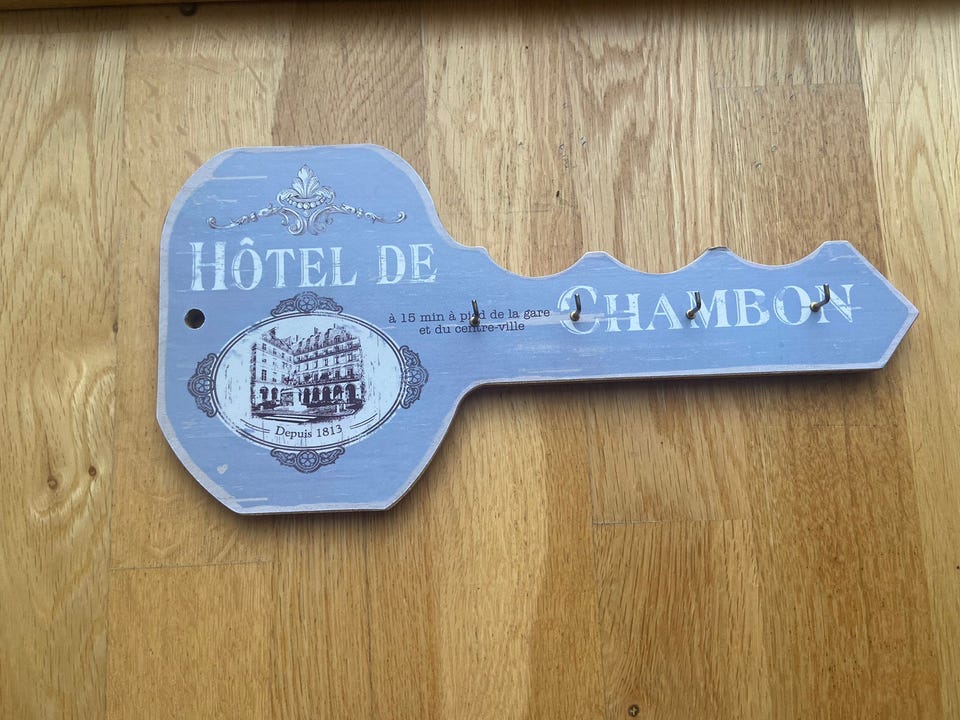 HÔTEL DE
CHAMBON
à 15 min à pied de la gare
et du centre-ville
Depuis 1813